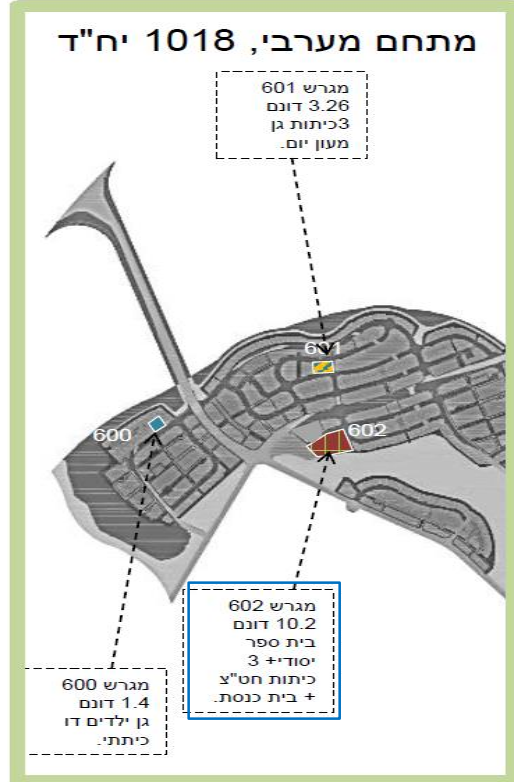 מתחם מערבי, 1018 יח"ד
מגרש 601
3.26 דונם
3כיתות גן
מעון יום.
601
600
602
מגרש 602
10.2 דונם
בית ספר
יסודי+ 3
כיתות חט"צ
+ בית כנסת.
מגרש 600
1.4 דונם
גן ילדים דו
כיתתי.